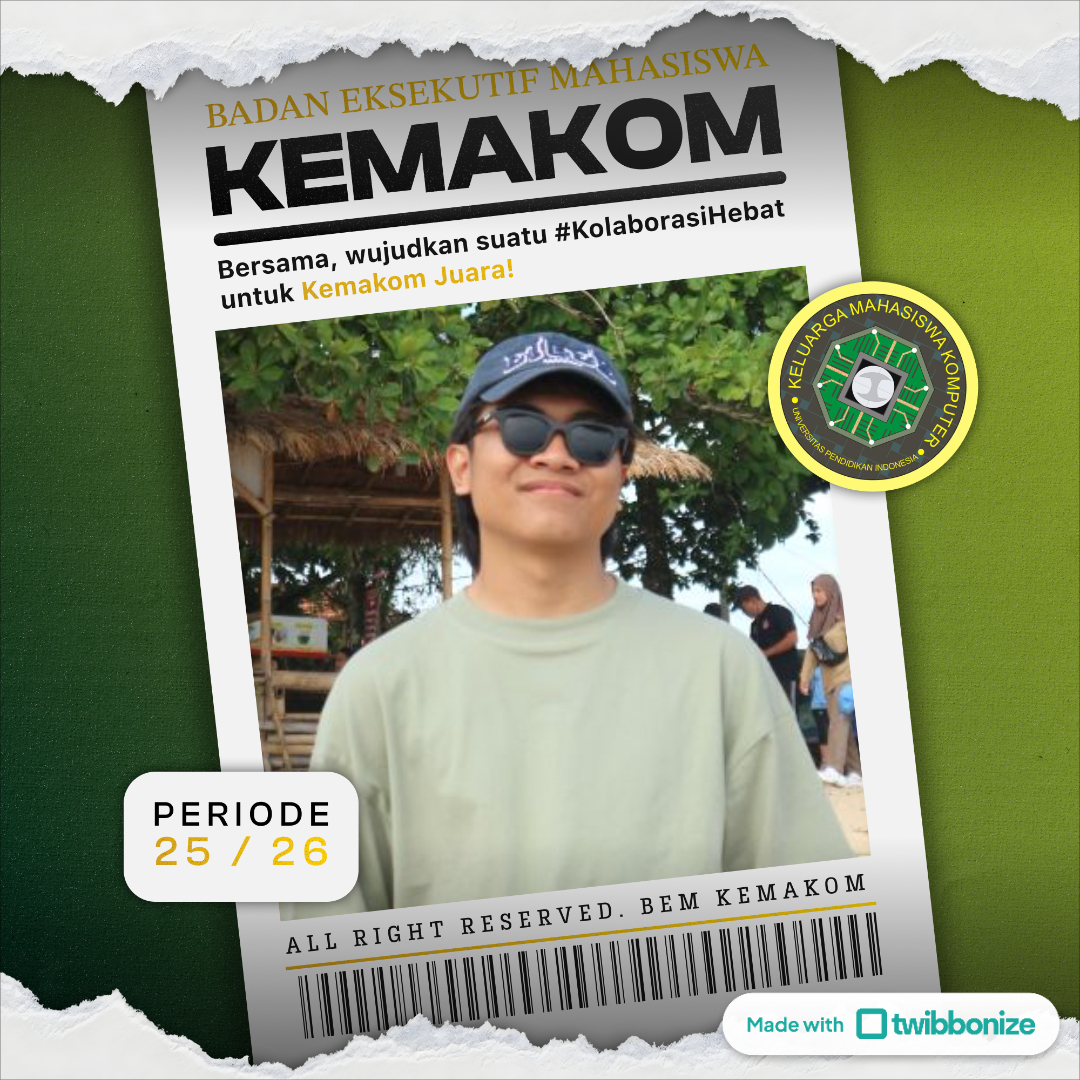 BADAN EKSEKUTIF MAHASISWA
KEMAKOM
Bersama, wujudkan suatu #KolaborasiHebat
untuk Kemakom Juara!
KELUARGA MAHASISWA KOMPUTER
UNIVERSITAS PENDIDIKAN INDONESIA
PERIODE
25 / 26
ALL RIGHT RESERVED. BEM KEMAKOM
Made with twibbonize